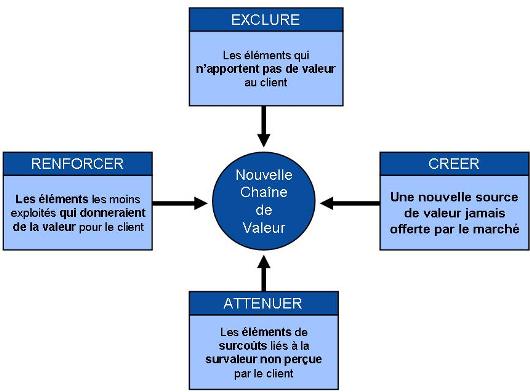 EXCLURE
Les éléments qui
n'apportent pas de valeur
au client
RENFORCER
Les éléments les moins
exploités qui donneraient
de la valeur pour le client
Nouvelle
Chaîne
de
Valeur
CREER
Une nouvelle source
de valeur jamais
offerte par le marché
ATTENUER
Les éléments de
surcoûts liés à la
survaleur non perçue
par le client